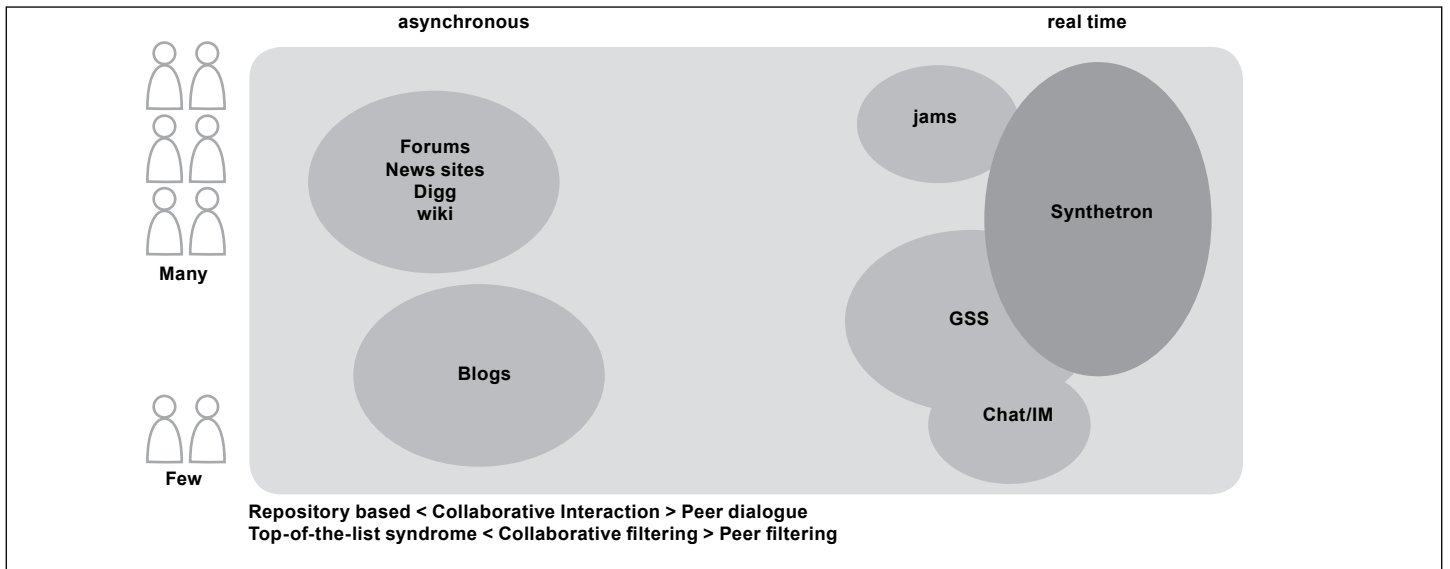 asynchronous
real time
Forums
News sites
Digg
wiki
jams
Synthetron
Many
GSS
Blogs
Chat/IM
Few
Repository based < Collaborative Interaction > Peer dialogue
Top-of-the-list syndrome < Collaborative filtering > Peer filtering